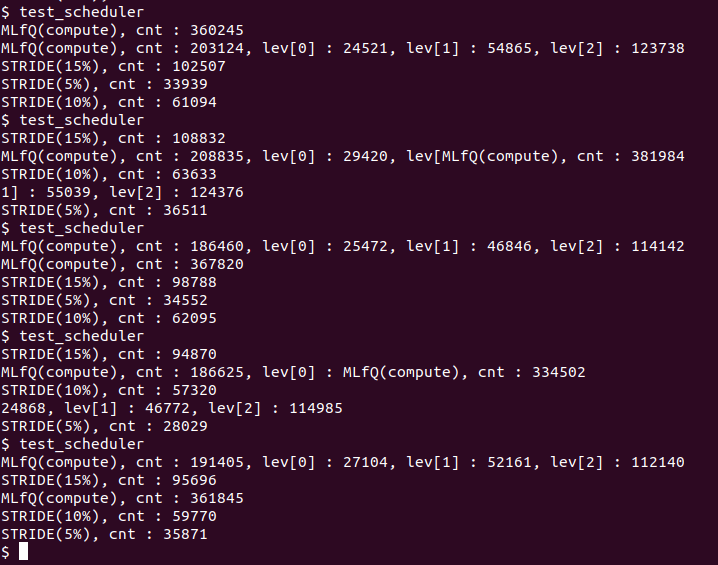 $ test_scheduler
MLfQ(compute), cnt : 360245
MLfQ(compute), cnt : 203124, lev[0] : 24521, lev[1] : 54865, lev[2] : 123738
STRIDE(15%), cnt : 102507
STRIDE(5%), cnt : 33939
STRIDE(10%), cnt : 61094
$ test_scheduler
STRIDE(15%), cnt : 108832
MLfQ(compute), cnt : 208835, lev[0] : 29420, lev[MLfQ(compute), cnt : 381984
STRIDE(10%), cnt : 63633
1] : 55039, lev[2] : 124376
STRIDE(5%), cnt : 36511
$ test_scheduler
MLfQ(compute), cnt : 186460, lev[0] : 25472, lev[1] : 46846, lev[2] : 114142
MLfQ(compute), cnt : 367820
STRIDE(15%), cnt : 98788
STRIDE(5%), cnt : 34552
STRIDE(10%), cnt : 62095
$ test_scheduler
STRIDE(15%), cnt : 94870
MLfQ(compute), cnt : 186625, lev[0] : MLfQ(compute), cnt : 334502
STRIDE(10%), cnt : 57320
24868, lev[1] : 46772, lev[2] : 114985
STRIDE(5%), cnt : 28029
$ test_scheduler
MLfQ(compute), cnt : 191405, lev[0] : 27104, lev[1] : 52161, lev[2] : 112140
STRIDE(15%), cnt : 95696
MLfQ(compute), cnt : 361845
STRIDE(10%), cnt : 59770
STRIDE(5%), cnt : 35871
$